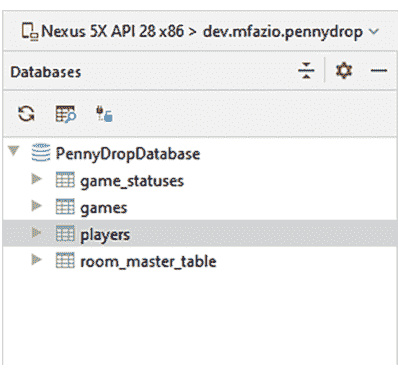 Nexus 5X API 28 x86 > dev.mfazio.pennydrop
Databases
PennyDropDatabase
game_statuses
games
players
room_master_table